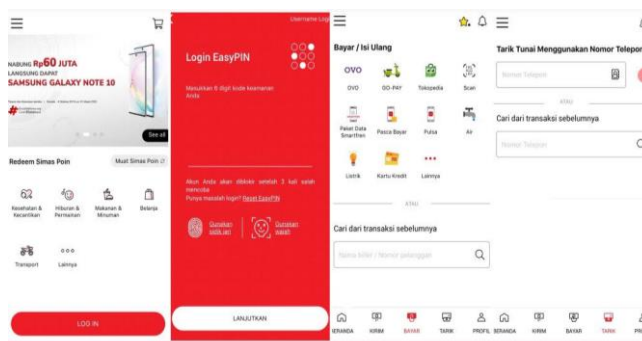 NABUNG Rp60 JUTA
LANGSUNG DAPAT
SAMSUNG GALAXY NOTE 10
See all
Redeem Simas Poin
Muat Simas Poin
Kesehatan &
Kecantikan
Hiburan &
Permainan
Makanan &
Minuman
Belanja
Transport
Lainnya
LOG IN
Username Log
Login EasyPIN
Masukkan 6 digit kode keamanan
Anda
Akun Anda akan diblokir setelah 3 kali salah
mencoba
Punya masalah login? Reset EasyPIN
Gunakan
sidik jari
Gunakan
wajah
LANJUTKAN
Bayar / Isi Ulang
OVO
OVO
GO-PAY
Tokopedia
Scan
Paket Data
Smartfren
Pasca Bayar
Pulsa
Air
Listrik
Kartu Kredit
Lainnya
ATAU
Cari dari transaksi sebelumnya
Nama Biller / Nomor pelanggan
BERANDA
KIRIM
BAYAR
TARIK
PROFIL
Tarik Tunai Menggunakan Nomor Telepon
Nomor Telepon
ATAU
Cari dari transaksi sebelumnya
Nomor Telepon
BERANDA
KIRIM
BAYAR
TARIK